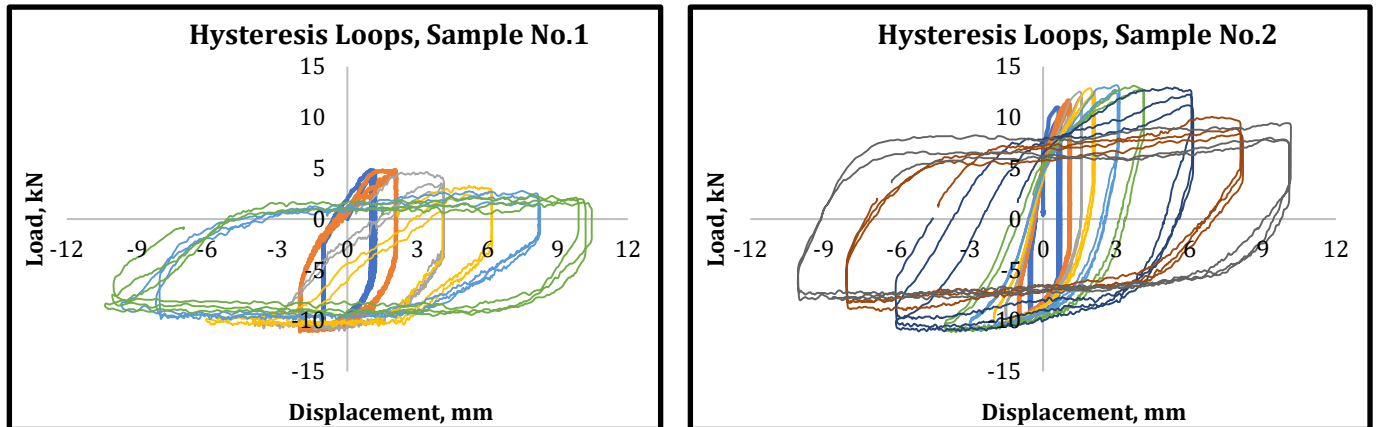 Hysteresis Loops, Sample No.1
15
10
5
0
-5
-10
-15
-12 -9 -6 -3 0 3 6 9 12
Load, kN
Displacement, mm
Hysteresis Loops, Sample No.2
15
10
5
0
-5
-10
-15
-12 -9 -6 -3 0 3 6 9 12
Load, kN
Displacement, mm